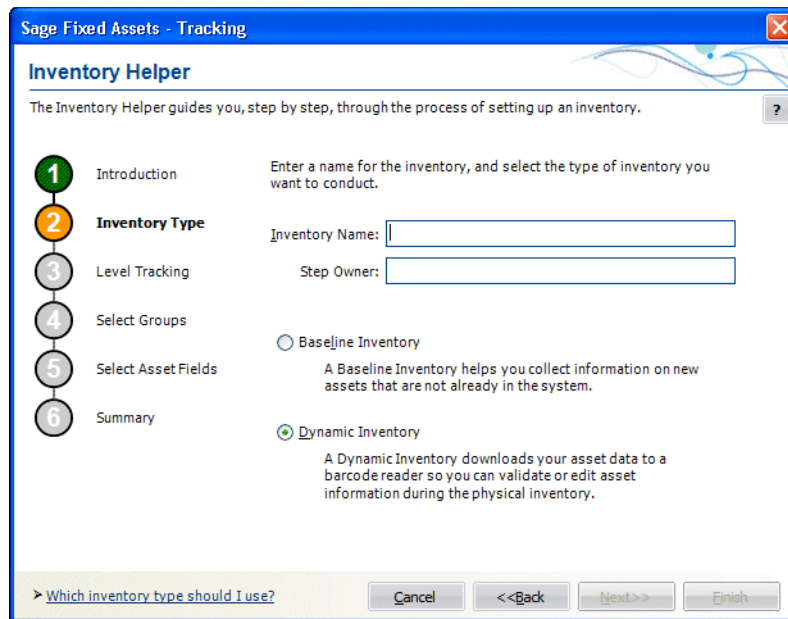 Sage Fixed Assets - Tracking
Inventory Helper
The Inventory Helper guides you, step by step, through the process of setting up an inventory.
?
1 Introduction
2 Inventory Type
3 Level Tracking
4 Select Groups
5 Select Asset Fields
6 Summary
Enter a name for the inventory, and select the type of inventory you
want to conduct.
Inventory Name:
Step Owner:
Baseline Inventory
A Baseline Inventory helps you collect information on new
assets that are not already in the system.
Dynamic Inventory
A Dynamic Inventory downloads your asset data to a
barcode reader so you can validate or edit asset
information during the physical inventory.
Which inventory type should I use?
Cancel
<<Back
Next>>
Finish